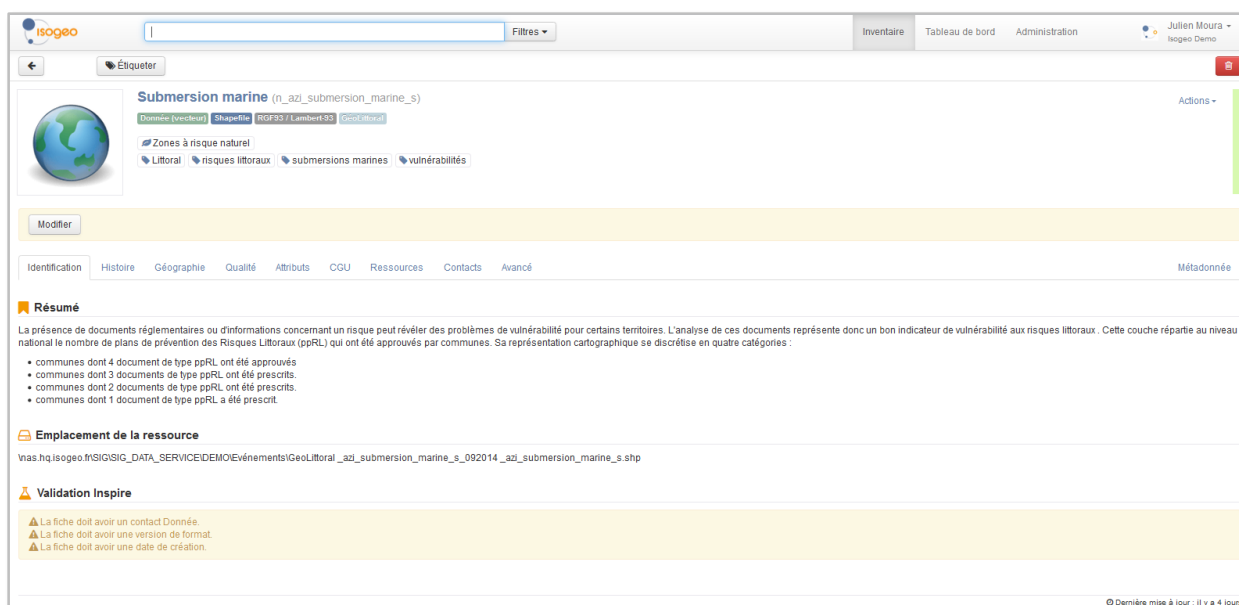 isogeo Filtres Inventaire Tableau de bord Administration Julien Moura
Isogeo Demo
Étiqueter
Submersion marine (n_azi_submersion_marine_s) Actions
Donnée (vecteur) Shapefile RGF93 / Lambert-93 GeoLittoral
Zones à risque naturel
Littoral risques littoraux submersions marines vulnérabilités
Modifier
Identification Histoire Géographie Qualité Attributs CGU Ressources Contacts Avancé Métadonnée
Résumé
La présence de documents réglementaires ou d'informations concernant un risque peut révéler des problèmes de vulnérabilité pour certains territoires. L'analyse de ces documents représente donc un bon indicateur de vulnérabilité aux risques littoraux . Cette couche répartie au niveau
national le nombre de plans de prévention des Risques Littoraux (ppRL) qui ont été approuvés par communes. Sa représentation cartographique se discrétise en quatre catégories :
• communes dont 4 document de type ppRL ont été approuvés
• communes dont 3 documents de type ppRL ont été prescrits.
• communes dont 2 documents de type ppRL ont été prescrits.
• communes dont 1 document de type ppRL a été prescrit.
Emplacement de la ressource
\nas.hq.isogeo.fr\SIG\SIG_DATA_SERVICE\DEMO\Evénements\GeoLittoral _azi_submersion_marine_s_092014 _azi_submersion_marine_s.shp
Validation Inspire
La fiche doit avoir un contact Donnée.
La fiche doit avoir une version de format.
La fiche doit avoir une date de création.
Dernière mise à jour : il y a 4 jour